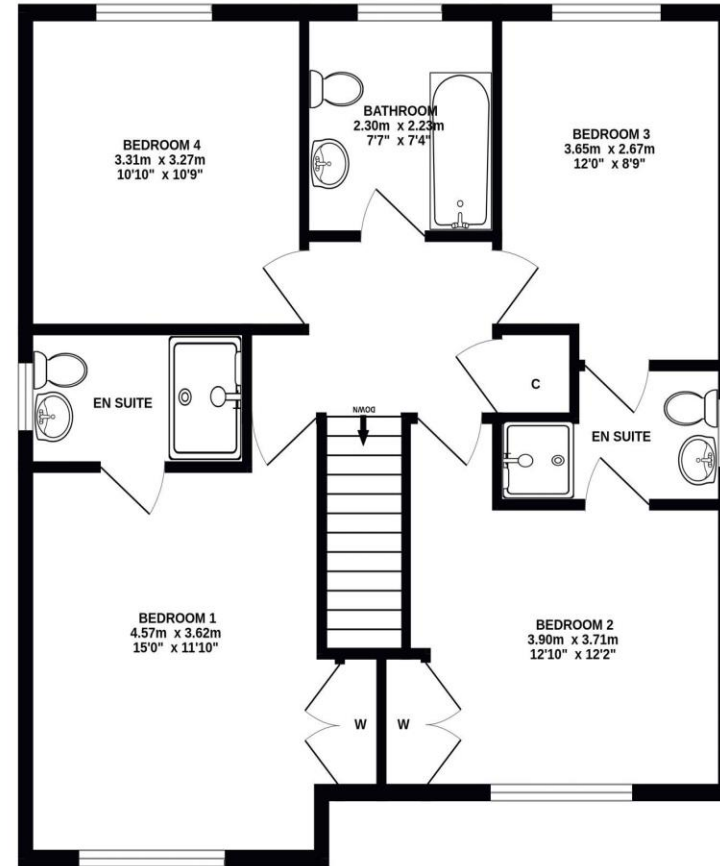 BEDROOM 4
3.31m x 3.27m
10'10" x 10'9"
BATHROOM
2.30m x 2.23m
7'7" x 7'4"
BEDROOM 3
3.65m x 2.67m
12'0" x 8'9"
EN SUITE
C
DOWN
EN SUITE
BEDROOM 1
4.57m x 3.62m
15'0" x 11'10"
BEDROOM 2
3.90m x 3.71m
12'10" x 12'2"
W
W